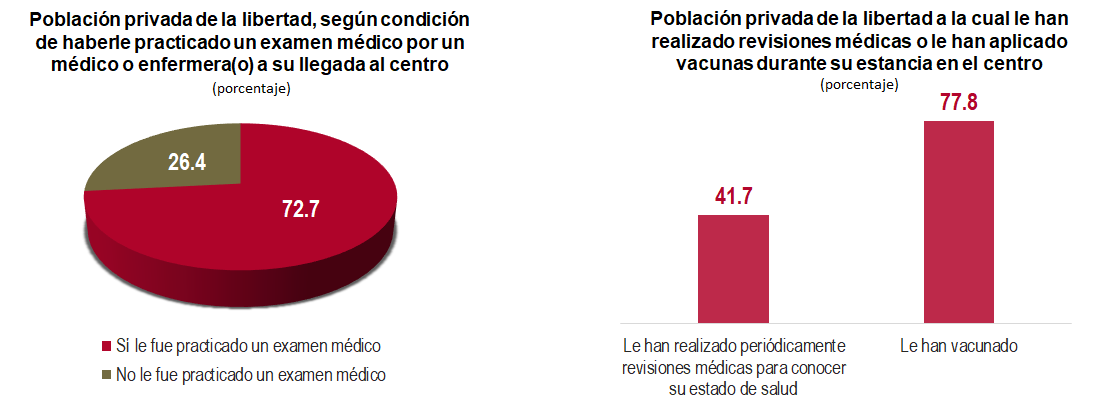 Población privada de la libertad, según condición
de haberle practicado un examen médico por un
médico o enfermera(o) a su llegada al centro
(porcentaje)
26.4
72.7
Sí le fue practicado un examen médico
No le fue practicado un examen médico
Población privada de la libertad a la cual le han
realizado revisiones médicas o le han aplicado
vacunas durante su estancia en el centro
(porcentaje)
77.8
41.7
Le han realizado periódicamente
revisiones médicas para conocer
su estado de salud
Le han vacunado